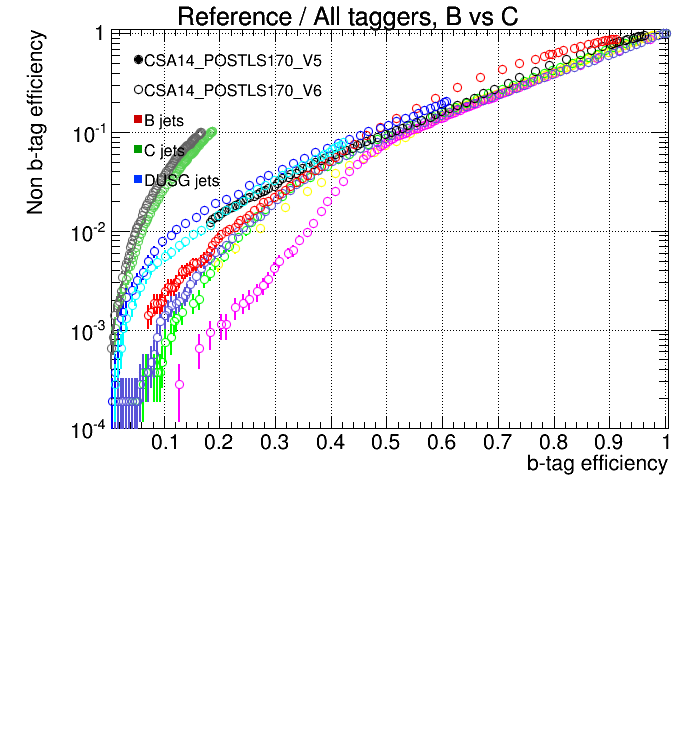 Reference / All taggers, B vs C
Non b-tag efficiency
1
10-1
10-2
10-3
10-4
CSA14_POSTLS170_V5
CSA14_POSTLS170_V6
B jets
C jets
DUSG jets
0.1 0.2 0.3 0.4 0.5 0.6 0.7 0.8 0.9 1
b-tag efficiency